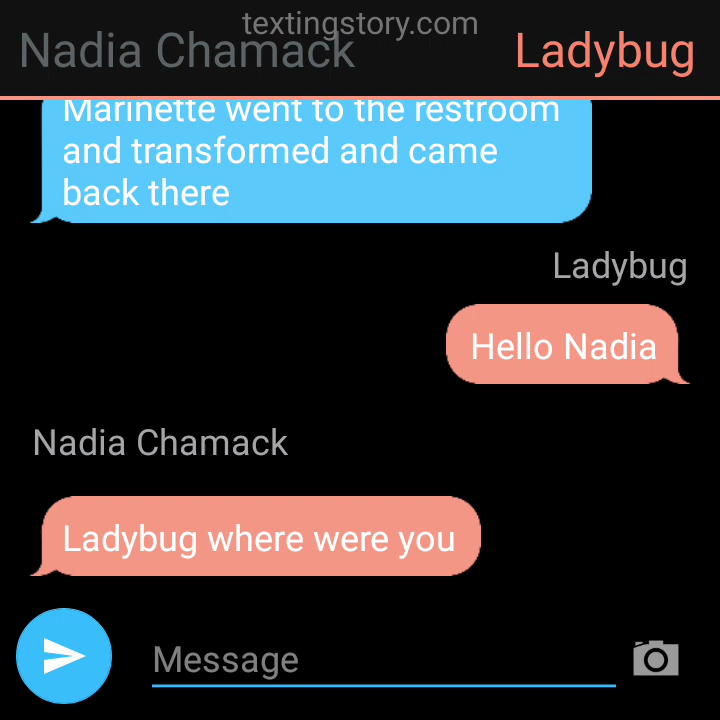 textingstory.com
Nadia Chamack
Ladybug
Marinette went to the restroom
and transformed and came
back there
Ladybug
Hello Nadia
Nadia Chamack
Ladybug where were you
Message